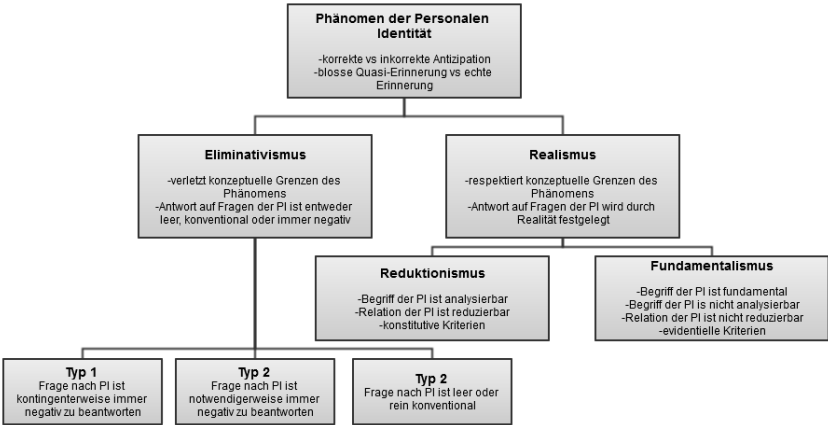 Phänomen der Personalen
Identität
-korrekte vs inkorrekte Antizipation
-blosse Quasi-Erinnerung vs echte
Erinnerung
Eliminativismus
-verletzt konzeptuelle Grenzen des
Phänomens
-Antwort auf Fragen der PI ist entweder
leer, konventional oder immer negativ
Realismus
-respektiert konzeptuelle Grenzen des
Phänomens
-Antwort auf Fragen der PI wird durch
Realität festgelegt
Reduktionismus
-Begriff der PI ist analysierbar
-Relation der PI ist reduzierbar
-konstitutive Kriterien
Fundamentalismus
-Begriff der PI ist fundamental
-Begriff der PI is nicht analysierbar
-Relation der PI ist nicht reduzierbar
-evidentielle Kriterien
Typ 1
Frage nach PI ist
kontingenterweise immer
negativ zu beantworten
Typ 2
Frage nach PI ist
notwendigerweise immer
negativ zu beantworten
Typ 2
Frage nach PI ist leer oder
rein konventional